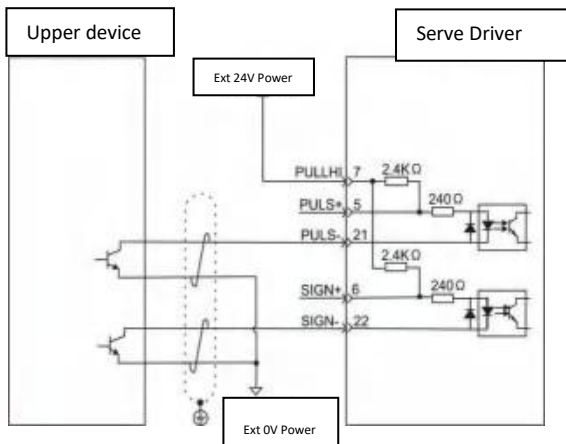 Upper device
Serve Driver
Ext 24V Power
PULLHI 7
2.4KΩ
PULS+ 5
240Ω
PULS- 21
2.4KΩ
SIGN+ 6
240Ω
SIGN- 22
Ext 0V Power